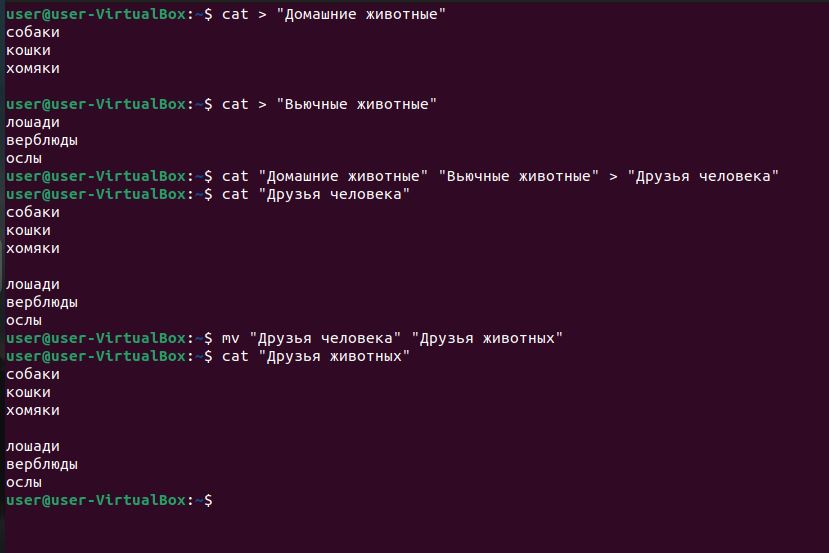 user@user-VirtualBox:~$ cat > "Домашние животные"
собаки
кошки
хомяки

user@user-VirtualBox:~$ cat > "Вьючные животные"
лошади
верблюды
ослы
user@user-VirtualBox:~$ cat "Домашние животные" "Вьючные животные" > "Друзья человека"
user@user-VirtualBox:~$ cat "Друзья человека"
собаки
кошки
хомяки

лошади
верблюды
ослы
user@user-VirtualBox:~$ mv "Друзья человека" "Друзья животных"
user@user-VirtualBox:~$ cat "Друзья животных"
собаки
кошки
хомяки

лошади
верблюды
ослы
user@user-VirtualBox:~$